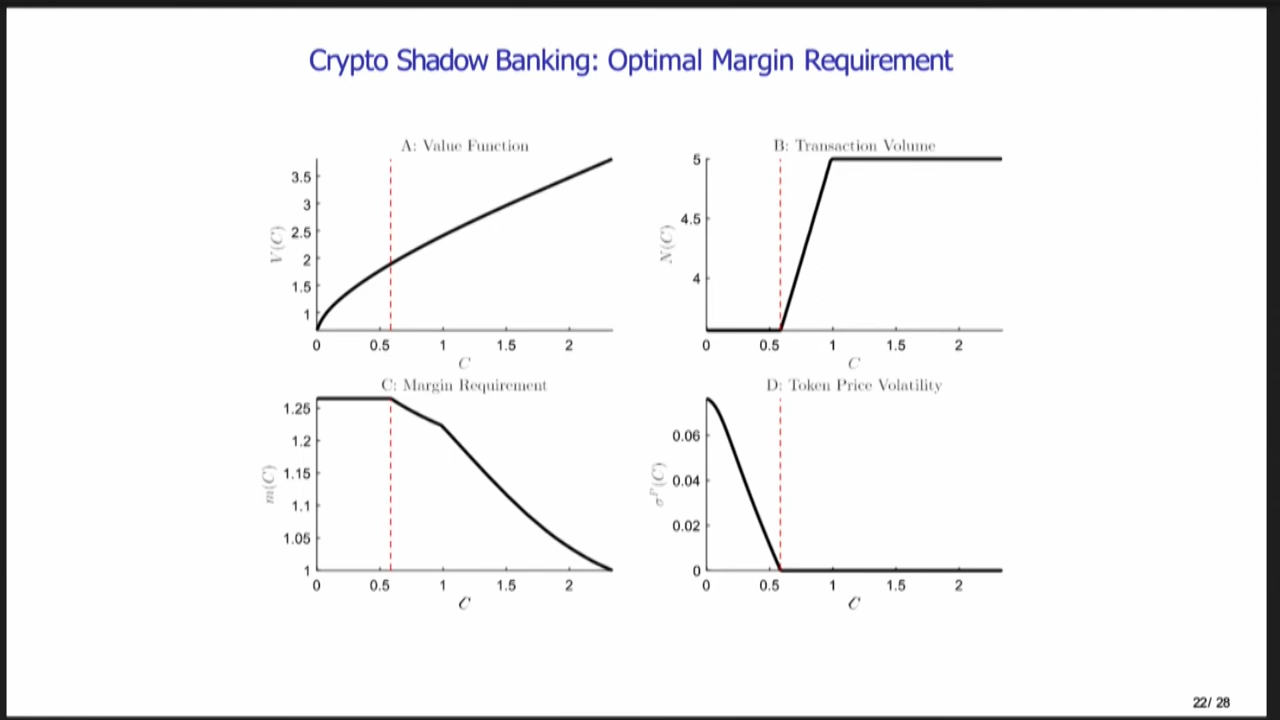 Crypto Shadow Banking: Optimal Margin Requirement
A: Value Function
V(C)
3.5
3
2.5
2
1.5
1
0 0.5 1 1.5 2
C
B: Transaction Volume
N(C)
5
4.5
4
0 0.5 1 1.5 2
C
C: Margin Requirement
m(C)
1.25
1.2
1.15
1.1
1.05
1
0 0.5 1 1.5 2
C
D: Token Price Volatility
σᴾ(C)
0.06
0.04
0.02
0
0 0.5 1 1.5 2
C
22/ 28